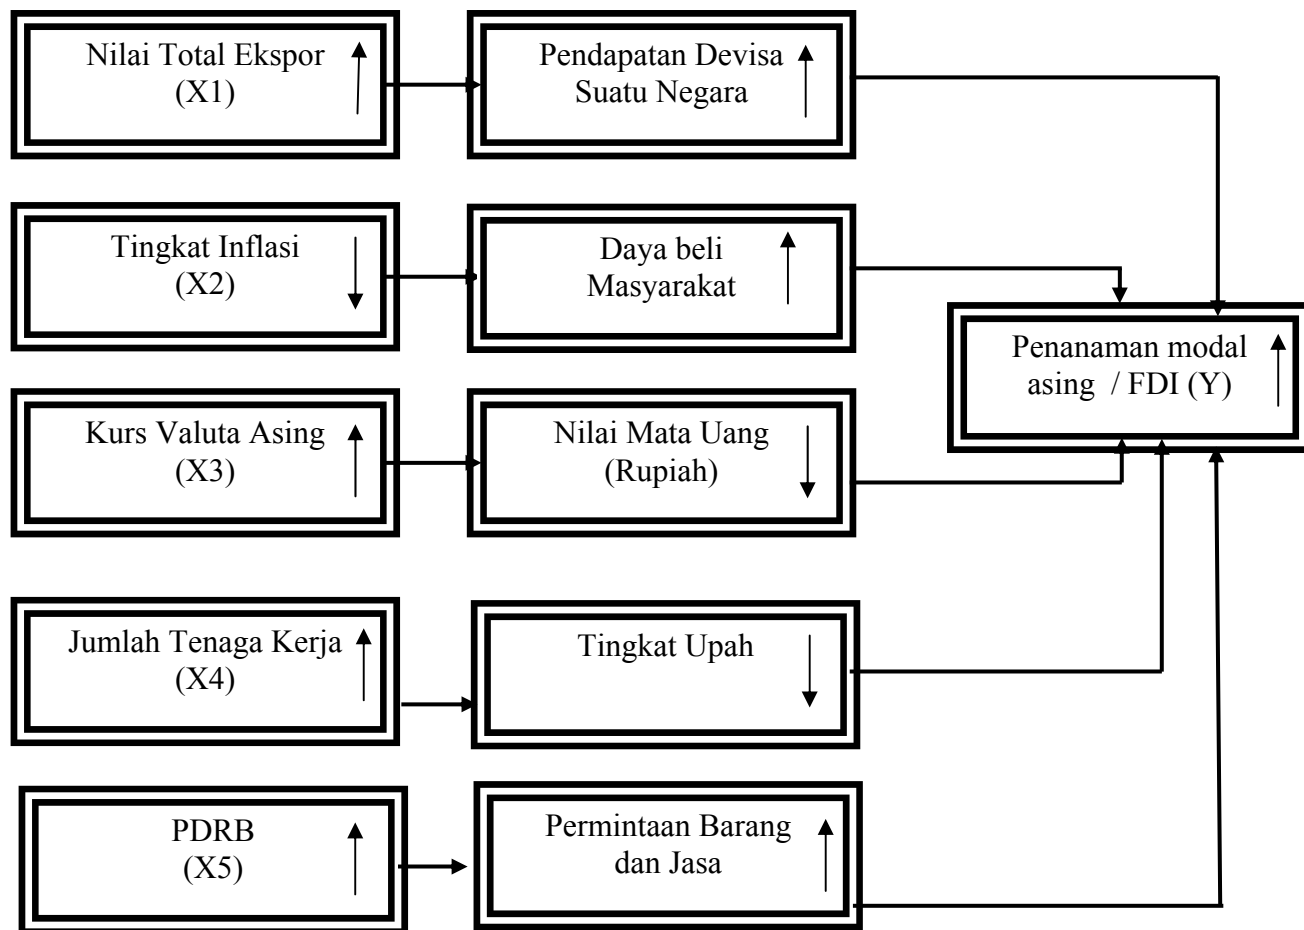 Nilai Total Ekspor
(X1)
Pendapatan Devisa
Suatu Negara
Tingkat Inflasi
(X2)
Daya beli
Masyarakat
Penanaman modal
asing / FDI (Y)
Kurs Valuta Asing
(X3)
Nilai Mata Uang
(Rupiah)
Jumlah Tenaga Kerja
(X4)
Tingkat Upah
PDRB
(X5)
Permintaan Barang
dan Jasa